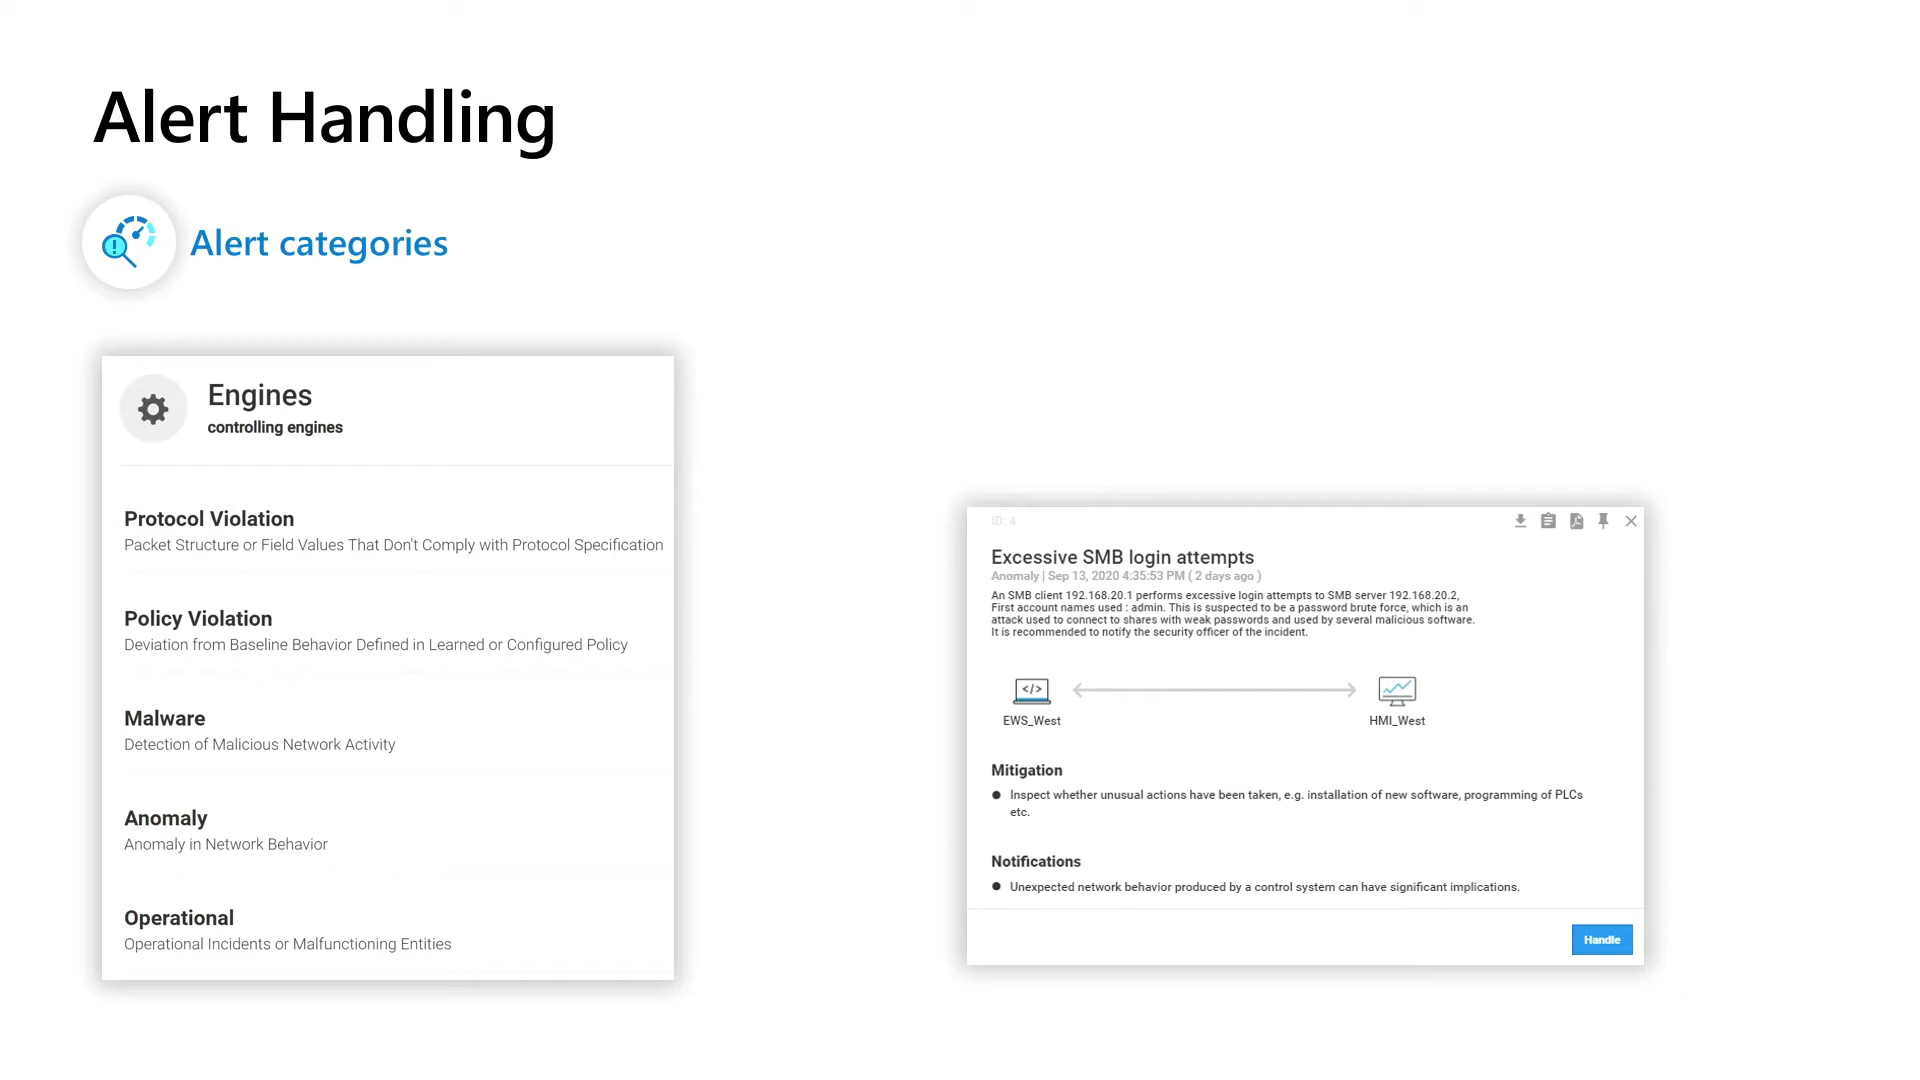 Alert Handling
Alert categories
Engines
controlling engines
Protocol Violation
Packet Structure or Field Values That Don't Comply with Protocol Specification
Policy Violation
Deviation from Baseline Behavior Defined in Learned or Configured Policy
Malware
Detection of Malicious Network Activity
Anomaly
Anomaly in Network Behavior
Operational
Operational Incidents or Malfunctioning Entities
ID: 4
Excessive SMB login attempts
Anomaly | Sep 13, 2020 4:35:53 PM ( 2 days ago )
An SMB client 192.168.20.1 performs excessive login attempts to SMB server 192.168.20.2,
First account names used : admin. This is suspected to be a password brute force, which is an
attack used to connect to shares with weak passwords and used by several malicious software.
It is recommended to notify the security officer of the incident.
EWS_West
HMI_West
Mitigation
Inspect whether unusual actions have been taken, e.g. installation of new software, programming of PLCs
etc.
Notifications
Unexpected network behavior produced by a control system can have significant implications.
Handle